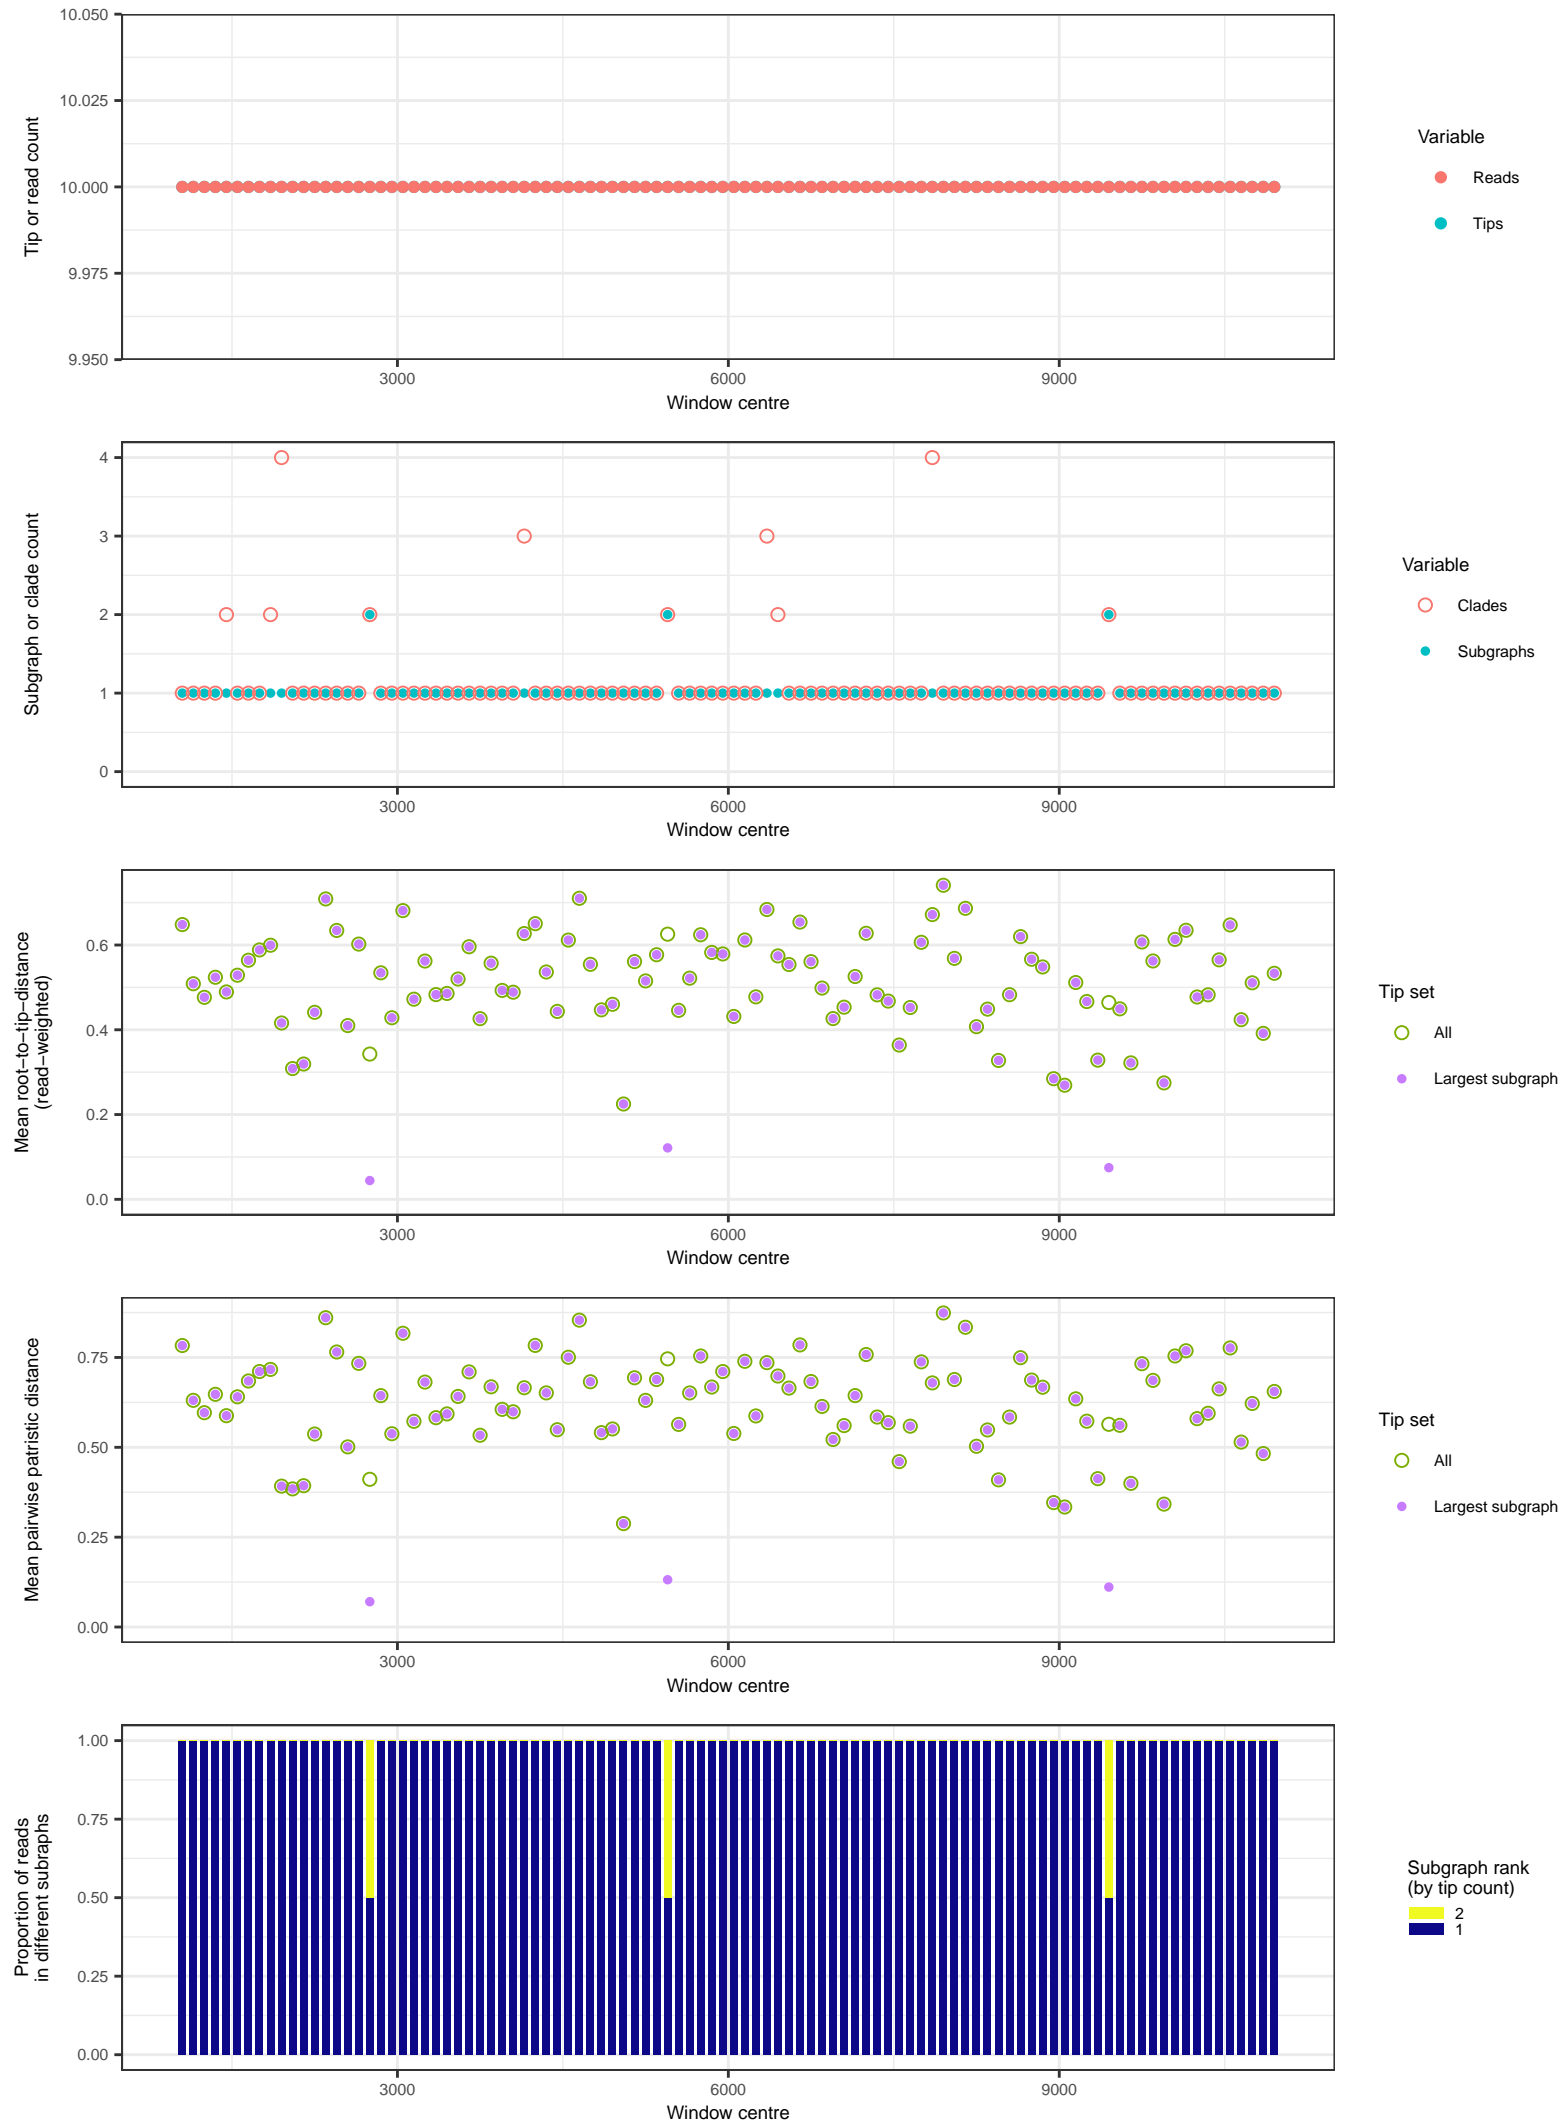 10.050
10.025
10.000
9.975
9.950
Tip or read count
3000
6000
9000
Window centre
Variable
Reads
Tips
4
3
2
1
0
Subgraph or clade count
3000
6000
9000
Window centre
Variable
Clades
Subgraphs
0.6
0.4
0.2
0.0
Mean root−to−tip−distance
(read−weighted)
3000
6000
9000
Window centre
Tip set
All
Largest subgraph
0.75
0.50
0.25
0.00
Mean pairwise patristic distance
3000
6000
9000
Window centre
Tip set
All
Largest subgraph
1.00
0.75
0.50
0.25
0.00
Proportion of reads
in different subraphs
3000
6000
9000
Window centre
Subgraph rank
(by tip count)
2
1